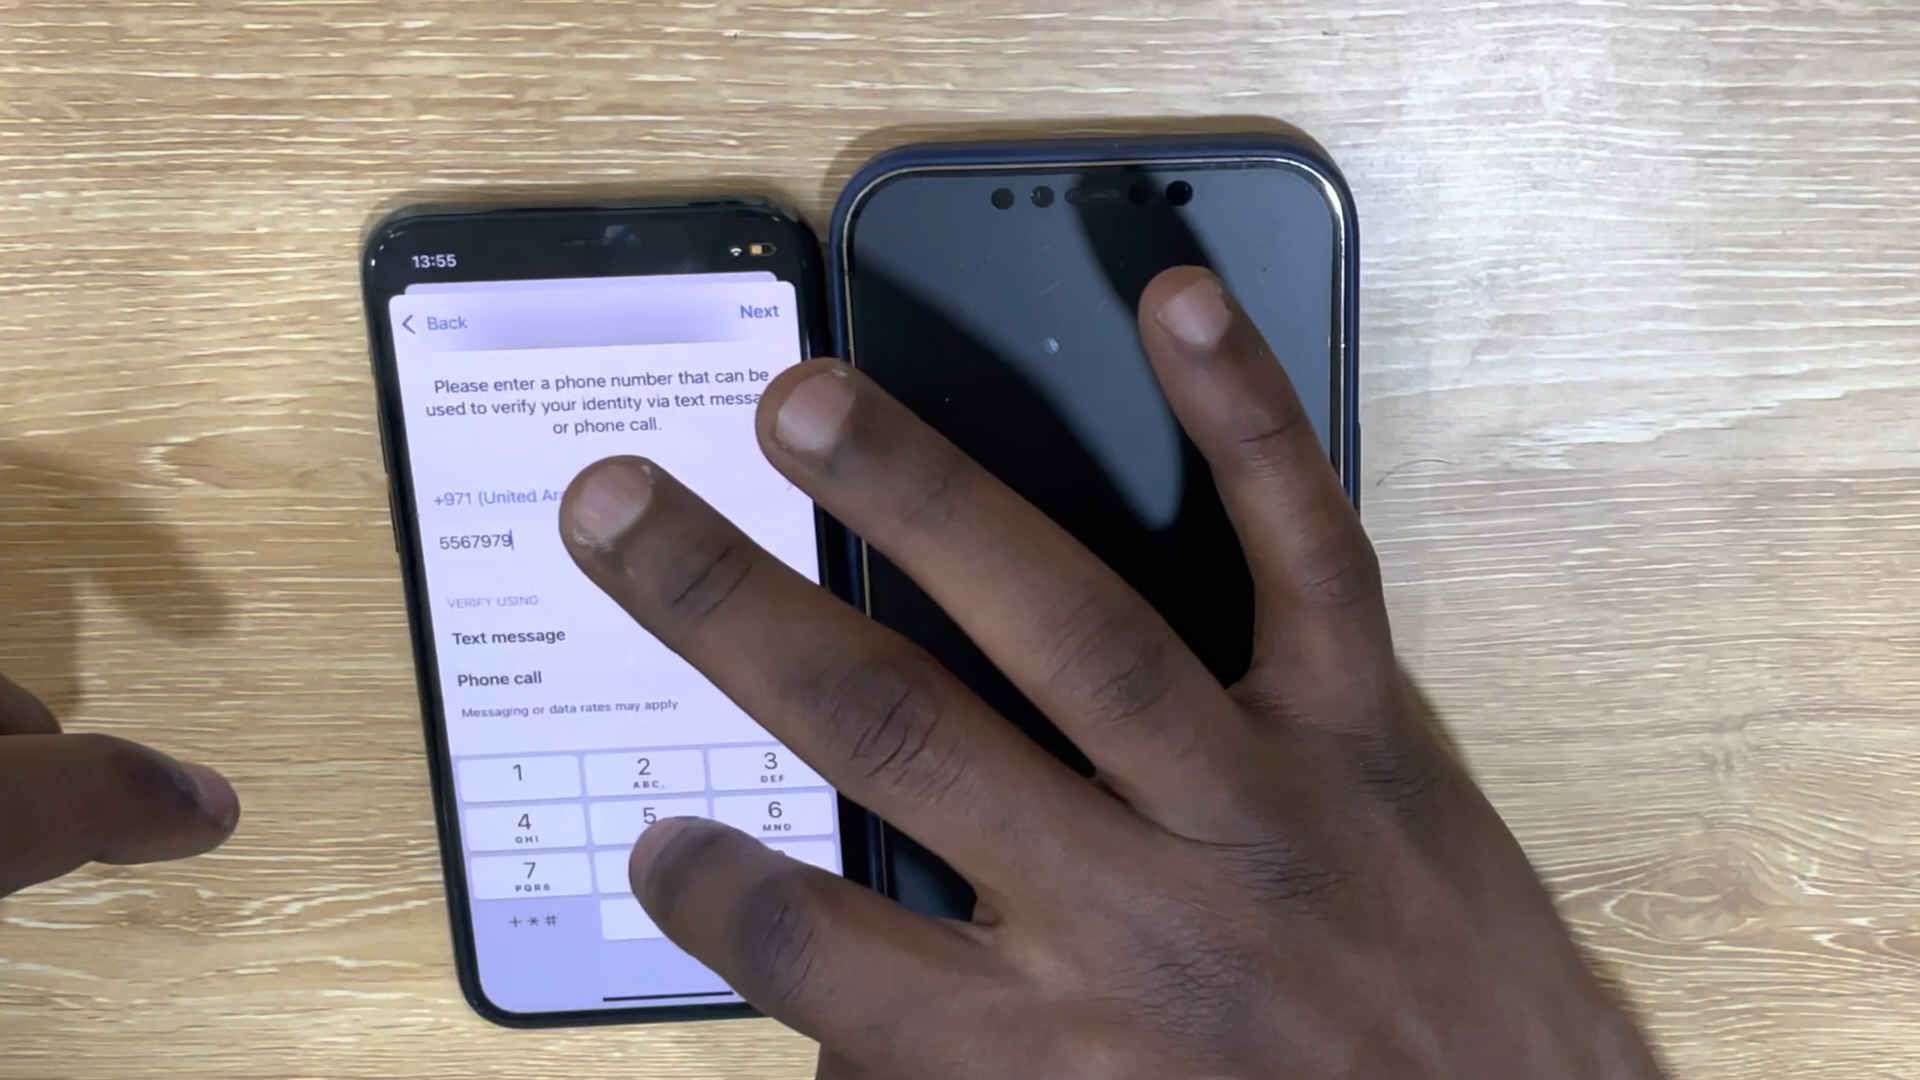 13:55
Back
Next
Please enter a phone number that can be
used to verify your identity via text messa
or phone call.
+971 (United Ara
5567979
VERIFY USING:
Text message
Phone call
Messaging or data rates may apply
1
2
ABC
3
DEF
4
GHI
5
6
MNO
7
PQRS
+*#